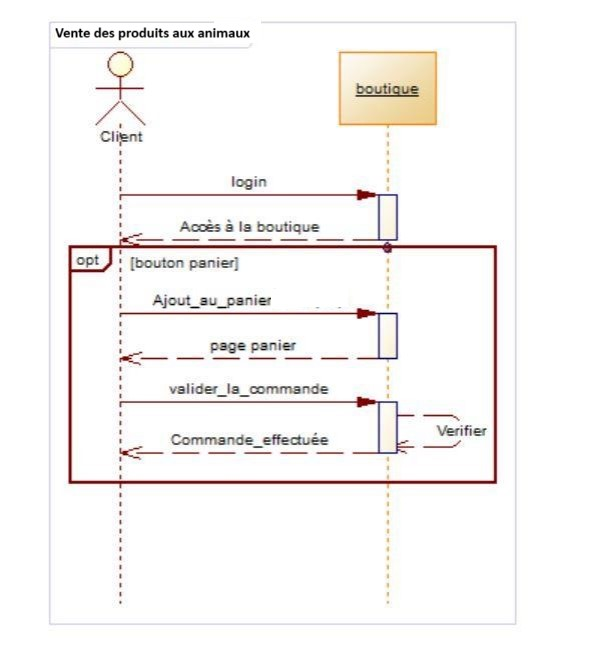 Vente des produits aux animaux
boutique
Client
login
Accès à la boutique
opt
[bouton panier]
Ajout_au_panier
page panier
valider_la_commande
Verifier
Commande_effectuée